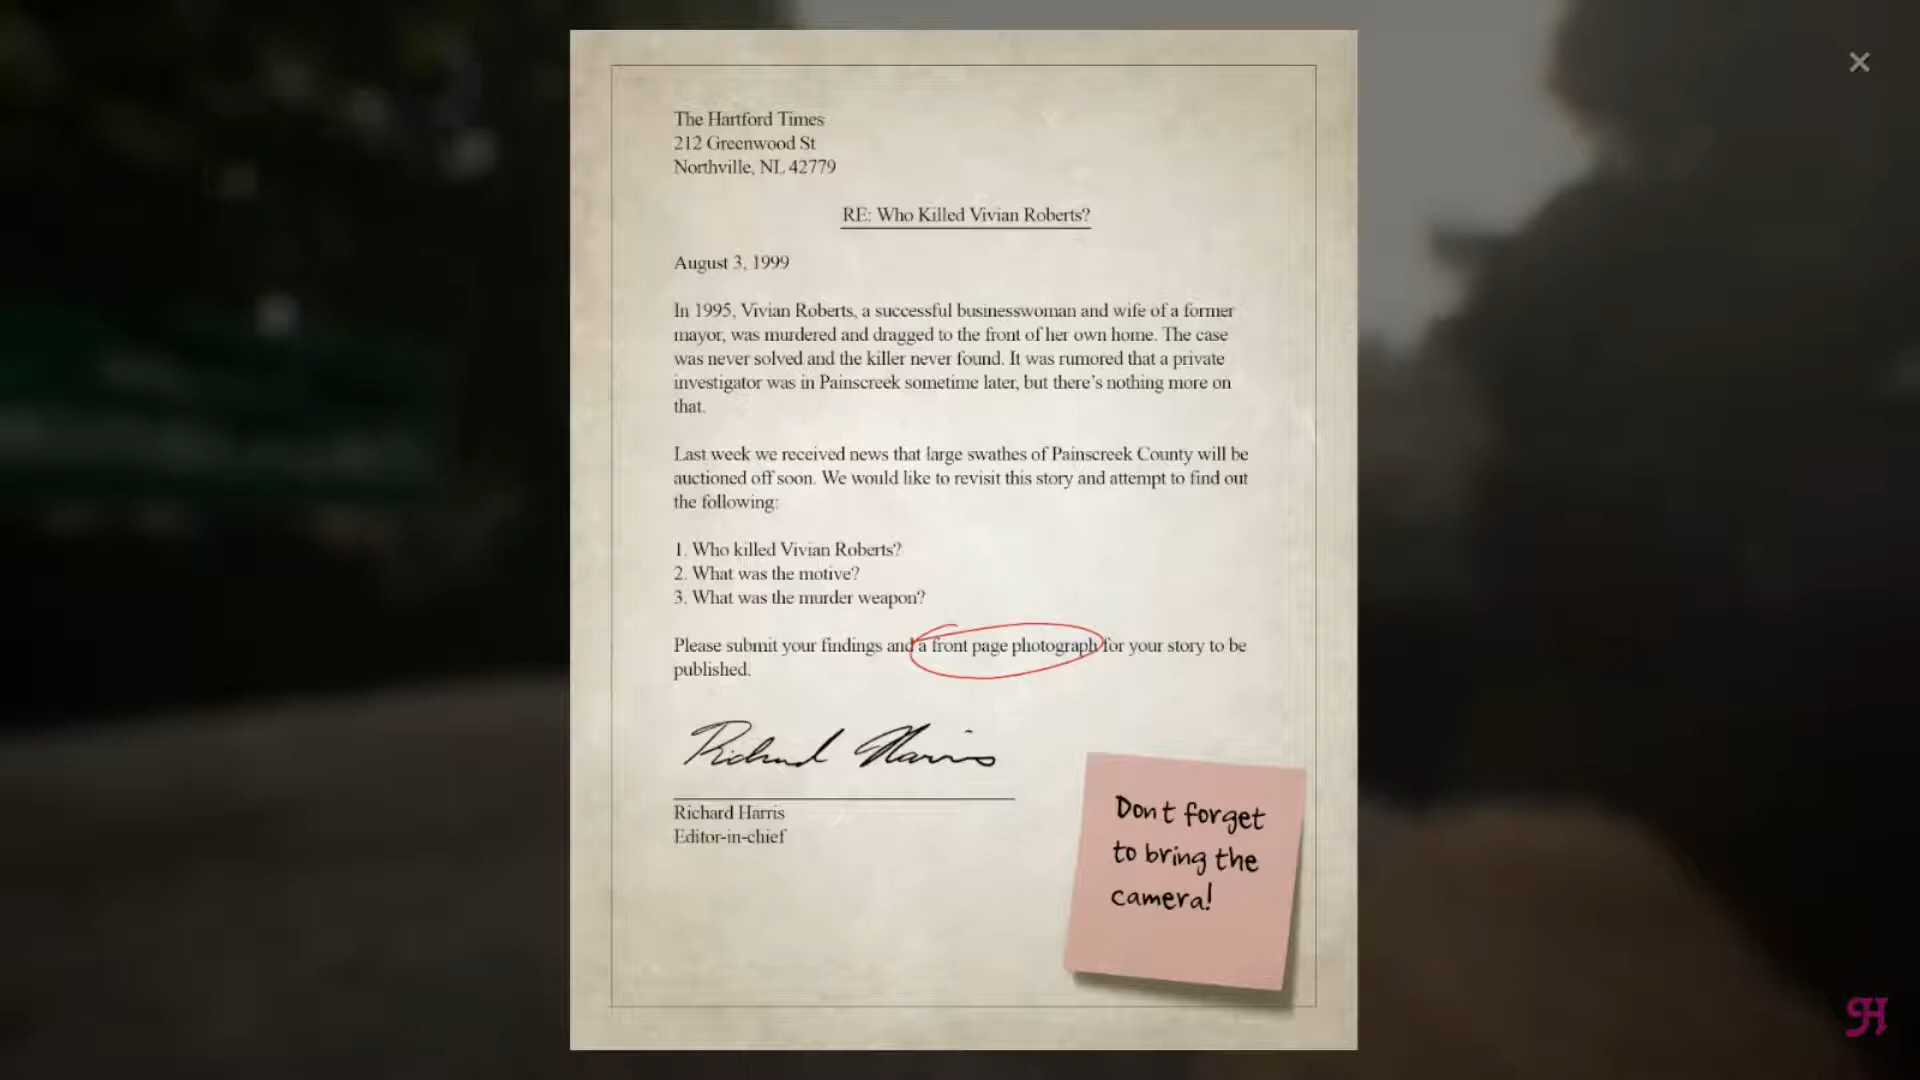 The Hartford Times
212 Greenwood St
Northville, NL 42779
RE: Who Killed Vivian Roberts?
August 3, 1999
In 1995, Vivian Roberts, a successful businesswoman and wife of a former
mayor, was murdered and dragged to the front of her own home. The case
was never solved and the killer never found. It was rumored that a private
investigator was in Painscreek sometime later, but there's nothing more on
that.
Last week we received news that large swathes of Painscreek County will be
auctioned off soon. We would like to revisit this story and attempt to find out
the following:
1. Who killed Vivian Roberts?
2. What was the motive?
3. What was the murder weapon?
Please submit your findings and a front page photograph for your story to be
published.
Richard Harris
Richard Harris
Editor-in-chief
Don't forget
to bring the
camera!